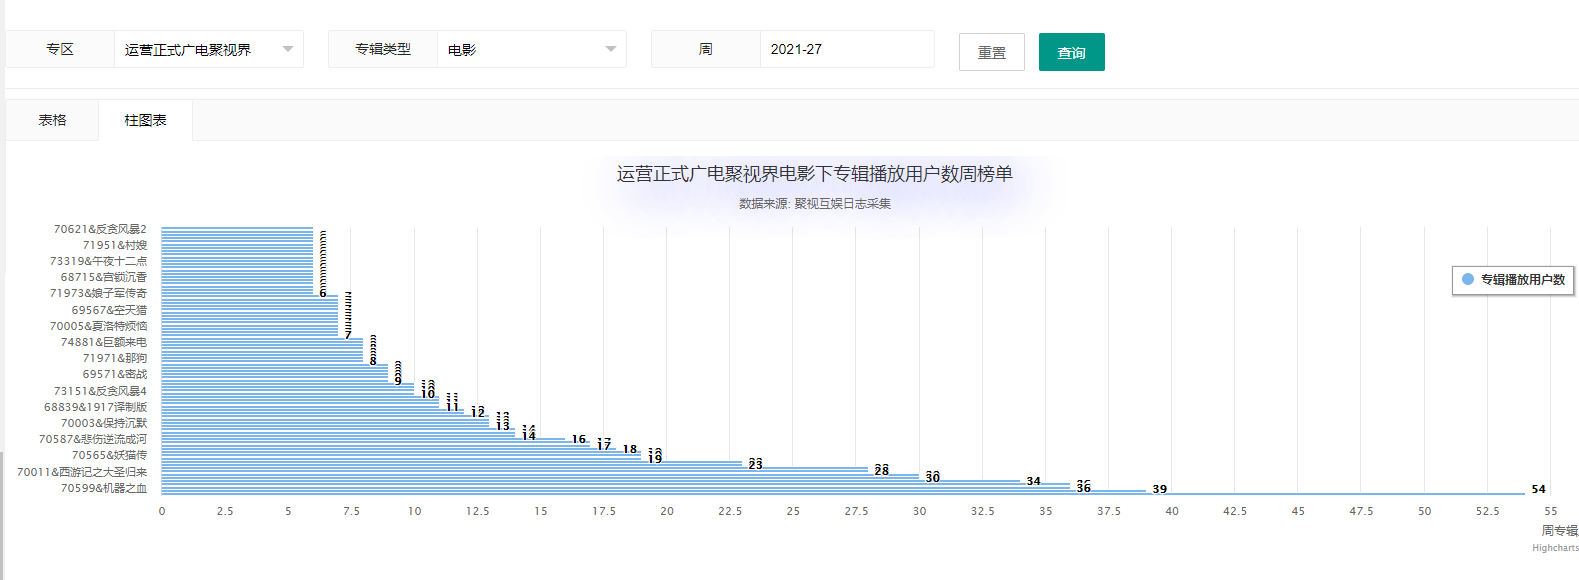 专区 运营正式广电聚视界 专辑类型 电影 周 2021-27 重置 查询
表格 柱图表
运营正式广电聚视界电影下专辑播放用户数周榜单
数据来源: 聚视互娱日志采集
70621&反贪风暴2
71951&村嫂
73319&午夜十二点
68715&宫锁沉香
71973&娘子军传奇 6
69567&空天猎
70005&夏洛特烦恼
7
74881&巨额来电
71971&那狗 8
69571&密战
9
73151&反贪风暴4 10
68839&1917译制版 11
12
70003&保持沉默 13
70587&悲伤逆流成河 14 16
17 18
70565&妖猫传 19
23
70011&西游记之大圣归来 28
30 34
70599&机器之血 36 39 54
0 2.5 5 7.5 10 12.5 15 17.5 20 22.5 25 27.5 30 32.5 35 37.5 40 42.5 45 47.5 50 52.5 55
专辑播放用户数
周专辑
Highcharts